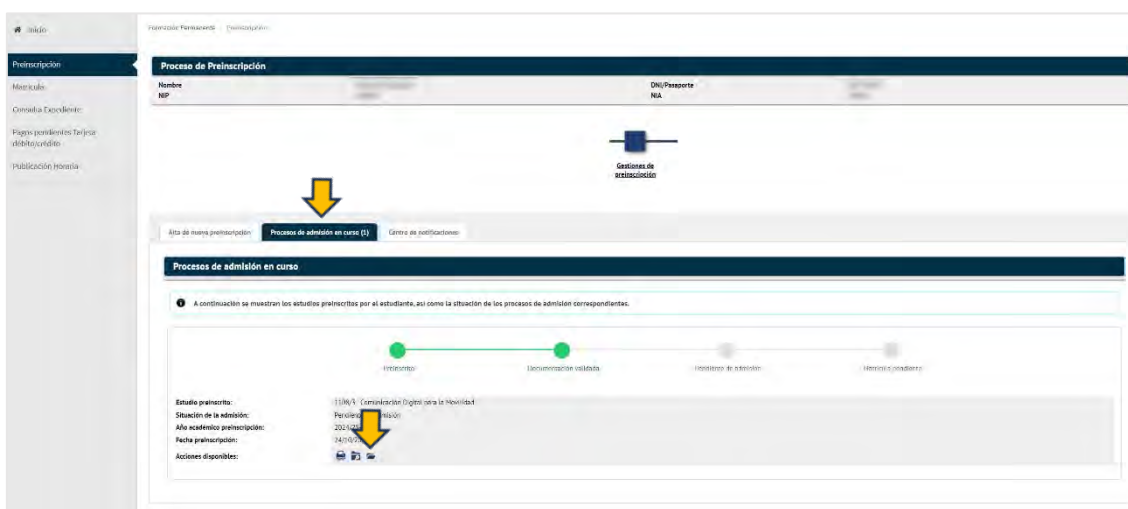 Inicio
Formación Permanente Preinscripción
Preinscripción
Matrícula
Consulta Expediente
Pagos pendientes Tarjeta
débito/crédito
Publicación Horaria
Proceso de Preinscripción
Nombre DNI/Pasaporte
NIP NIA
Gestiones de
preinscripción
Alta de nueva preinscripción Procesos de admisión en curso (1) Centro de notificaciones
Procesos de admisión en curso
A continuación se muestran los estudios preinscritos por el estudiante, así como la situación de los procesos de admisión correspondientes.
Preinscrito Documentación validada Pendiente de admisión Matrícula pendiente
Estudio preinscrito: Comunicación Digital para la Movilidad
Situación de la admisión:
Año académico preinscripción:
Fecha preinscripción:
Acciones disponibles: